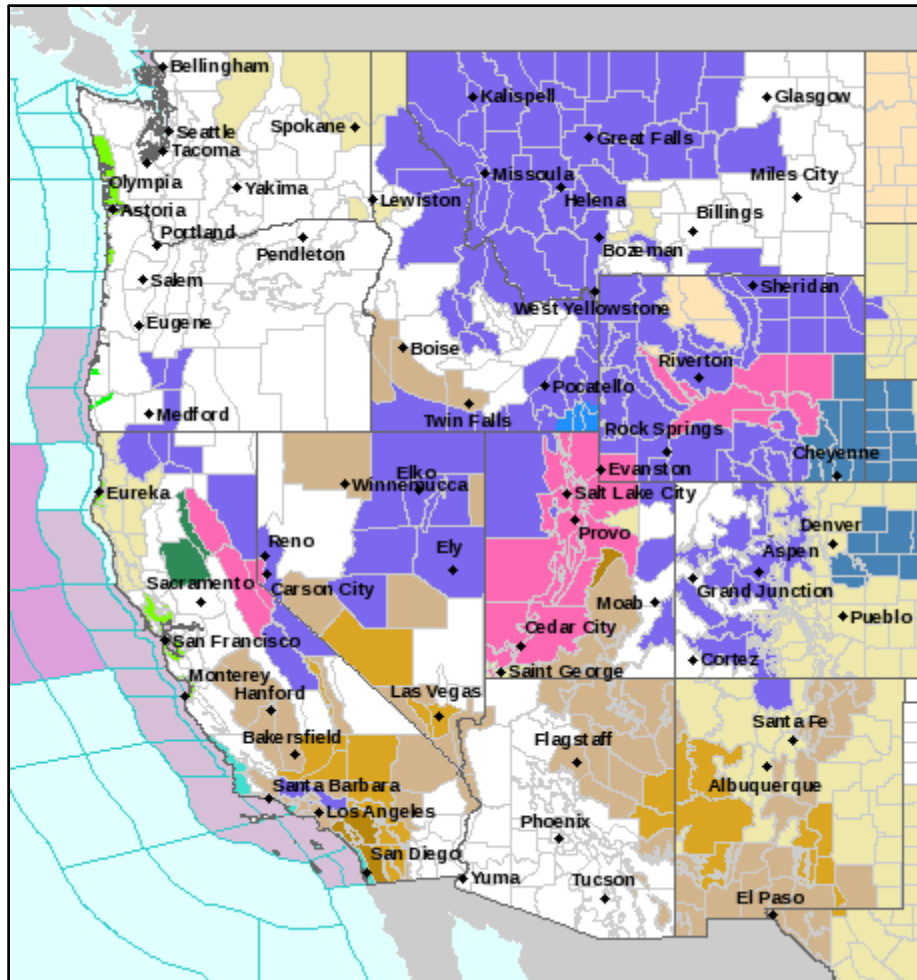 Bellingham
Kalispell
Glasgow
Seattle
Spokane
Great Falls
Tacoma
Missoula
Miles City
Olympia
Yakima
Lewiston
Helena
Astoria
Billings
Portland
Pendleton
Bozeman
Salem
West Yellowstone
Sheridan
Eugene
Boise
Riverton
Pocatello
Medford
Twin Falls
Rock Springs
Elko
Cheyenne
Winnemucca
Evanston
Eureka
Salt Lake City
Provo
Denver
Reno
Ely
Aspen
Sacramento
Carson City
Grand Junction
Moab
Pueblo
San Francisco
Cedar City
Cortez
Saint George
Monterey
Hanford
Las Vegas
Santa Fe
Bakersfield
Flagstaff
Albuquerque
Santa Barbara
Los Angeles
Phoenix
San Diego
Yuma
Tucson
El Paso